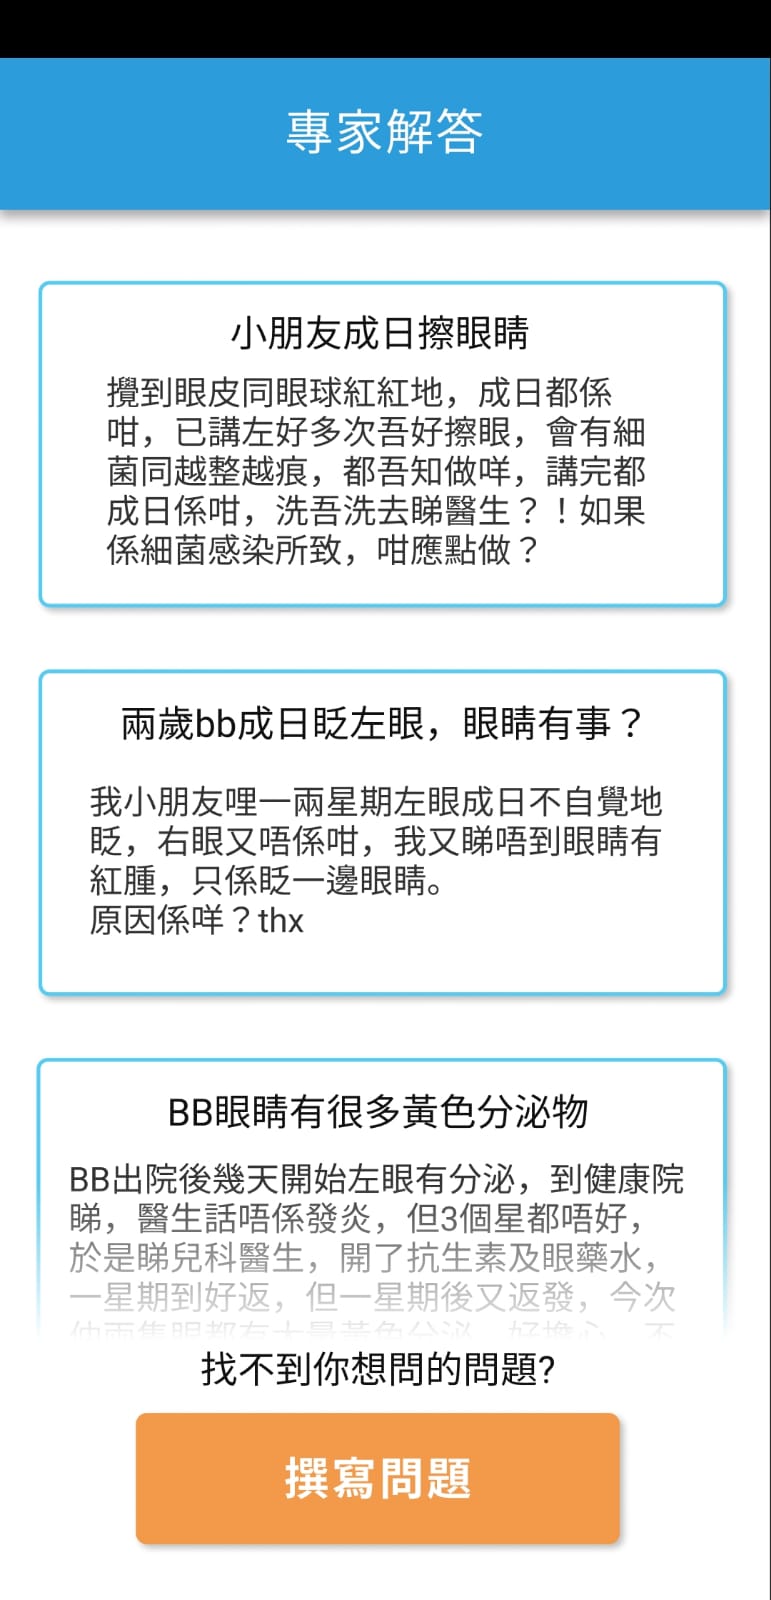 專家解答
小朋友成日擦眼睛
攪到眼皮同眼球紅紅地，成日都係
咁，已講左好多次吾好擦眼，會有細
菌同越整越痕，都吾知做咩，講完都
成日係咁，洗吾洗去睇醫生？！如果
係細菌感染所致，咁應點做？
兩歲bb成日眨左眼，眼睛有事？
我小朋友哩一兩星期左眼成日不自覺地
眨，右眼又唔係咁，我又睇唔到眼睛有
紅腫，只係眨一邊眼睛。
原因係咩？thx
BB眼睛有很多黃色分泌物
BB出院後幾天開始左眼有分泌，到健康院
睇，醫生話唔係發炎，但3個星都唔好，
於是睇兒科醫生，開了抗生素及眼藥水，
一星期到好返，但一星期後又返發，今次
找不到你想問的問題?
撰寫問題